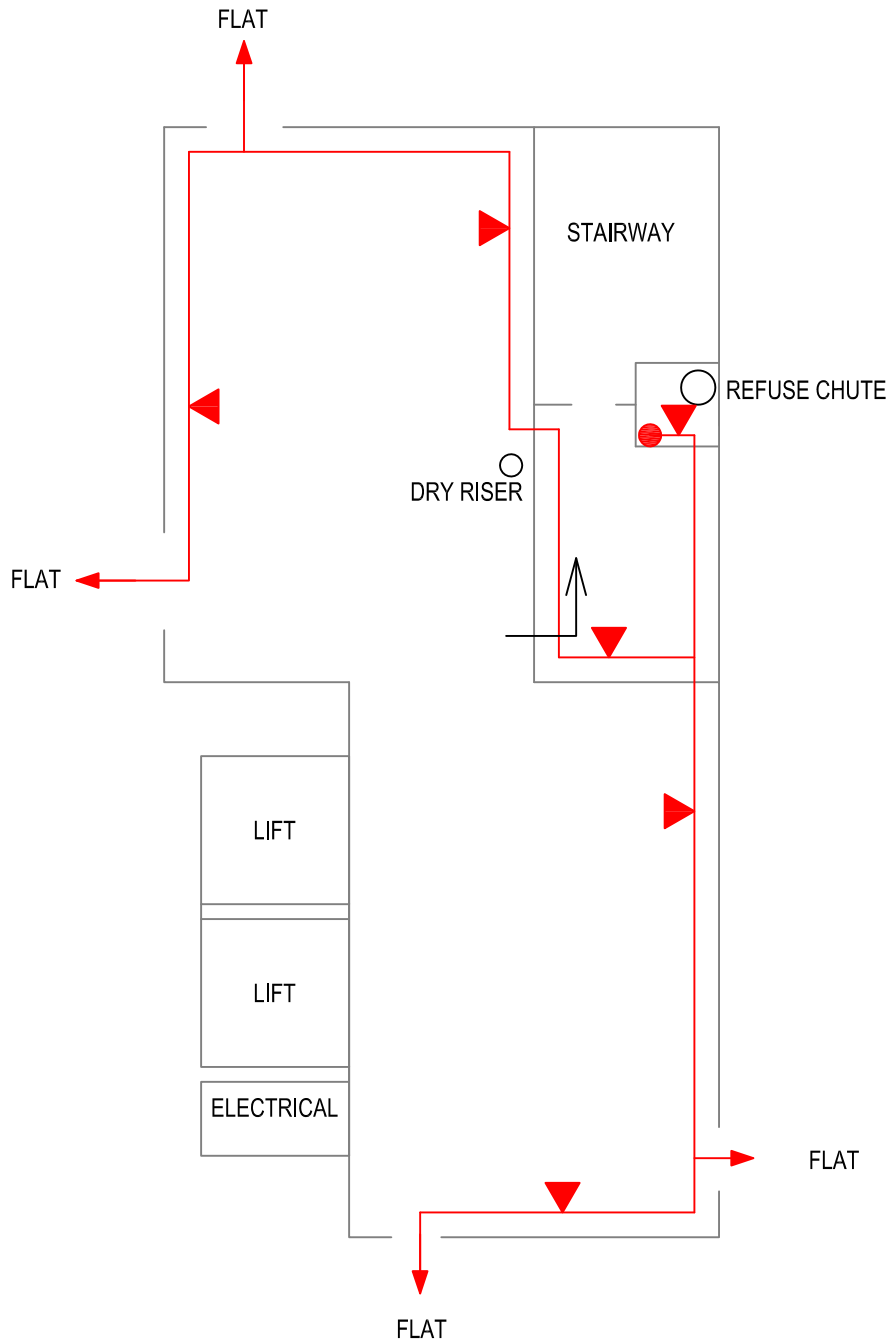 FLAT
STAIRWAY
REFUSE CHUTE
DRY RISER
FLAT
LIFT
LIFT
ELECTRICAL
FLAT
FLAT